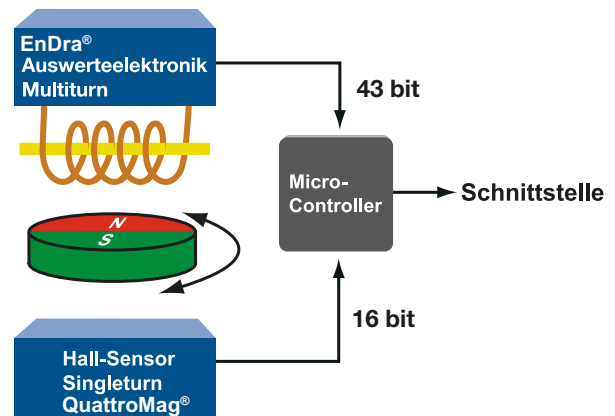 EnDra®
Auswerteelektronik
Multiturn
43 bit
Micro-
Controller
Schnittstelle
N
S
16 bit
Hall-Sensor
Singleturn
QuattroMag®